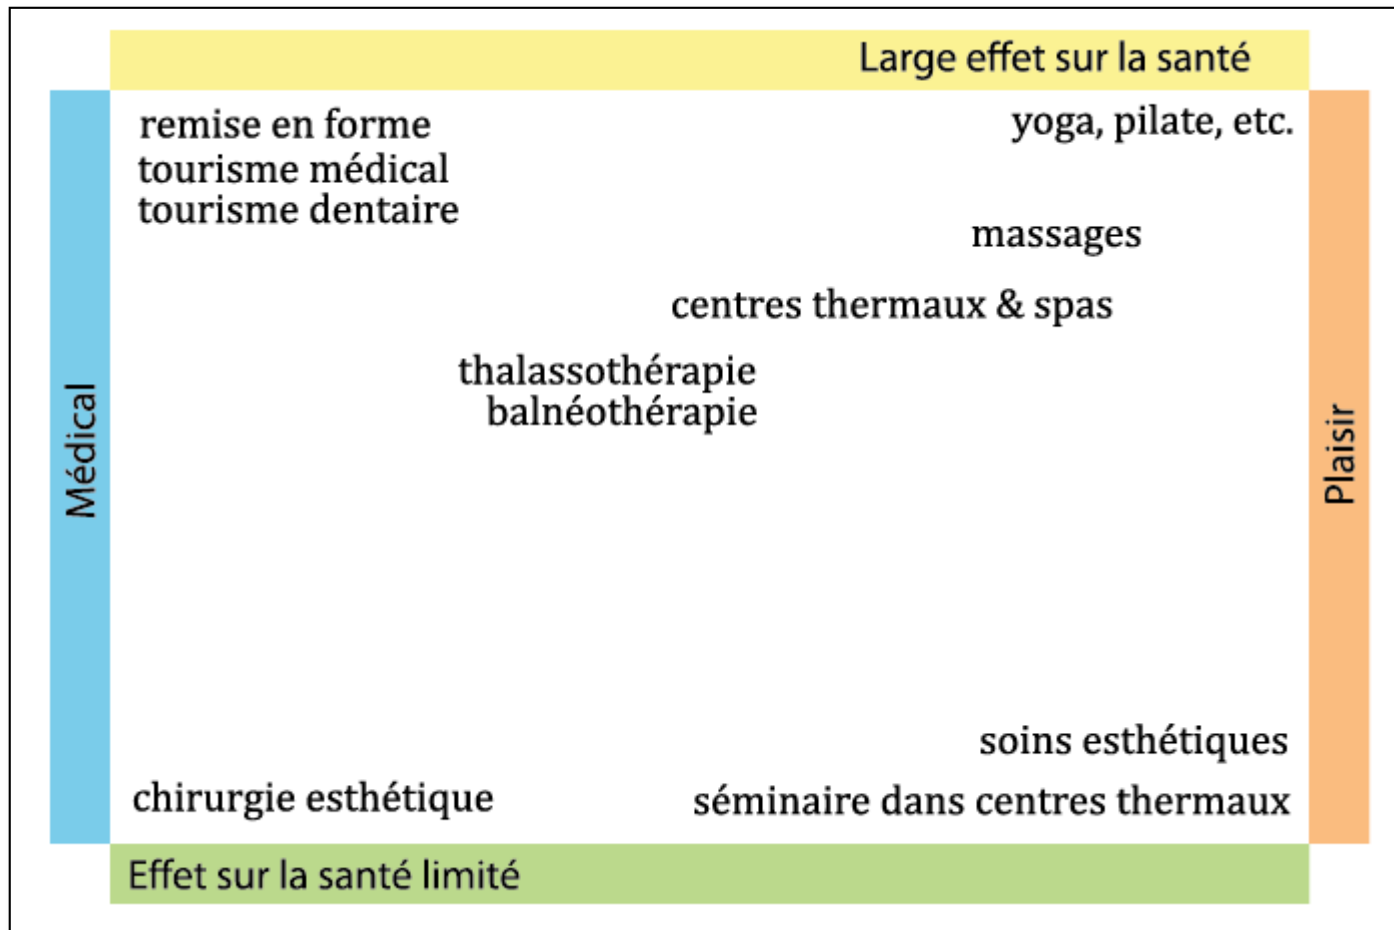 Large effet sur la santé
remise en forme
yoga, pilate, etc.
tourisme médical
tourisme dentaire
massages
centres thermaux & spas
thalassothérapie
balnéothérapie
Médical
Plaisir
soins esthétiques
chirurgie esthétique
séminaire dans centres thermaux
Effet sur la santé limité